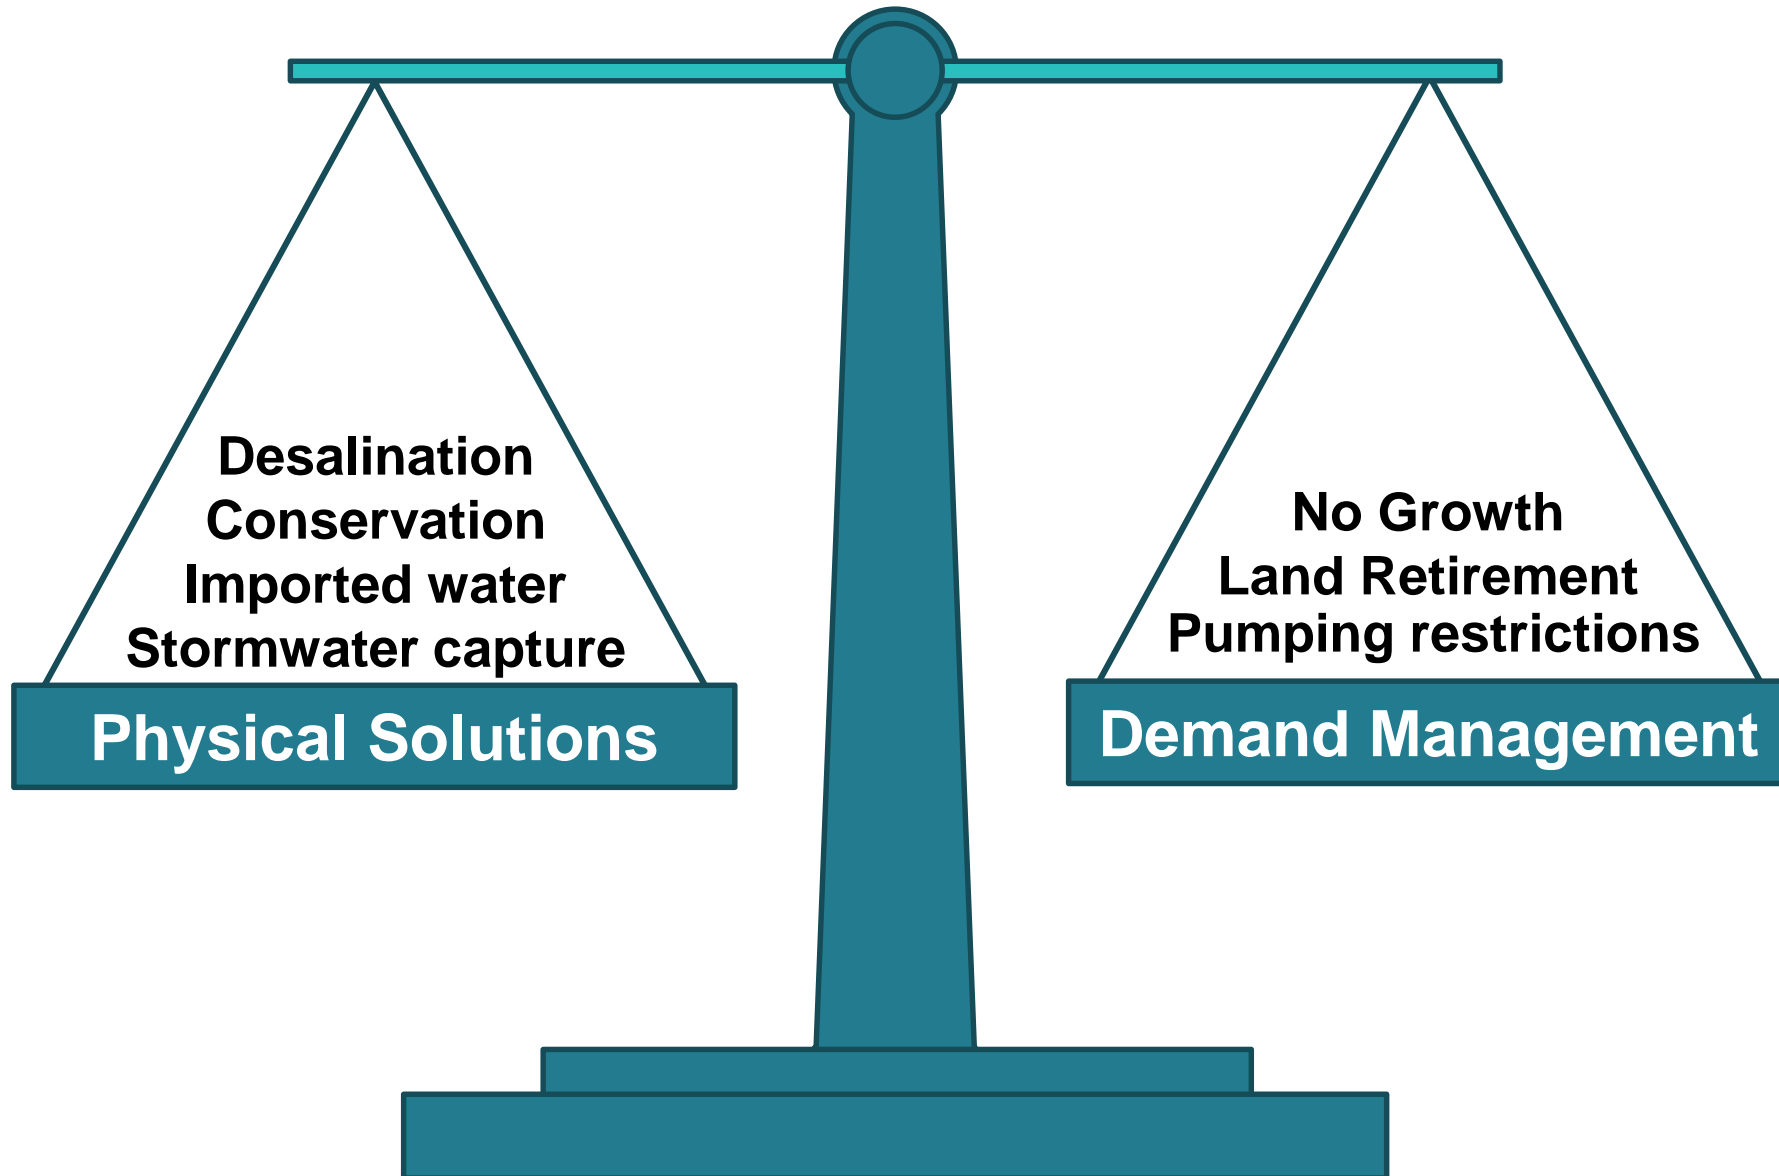 Desalination
Conservation
Imported water
Stormwater capture
Physical Solutions
No Growth
Land Retirement
Pumping restrictions
Demand Management